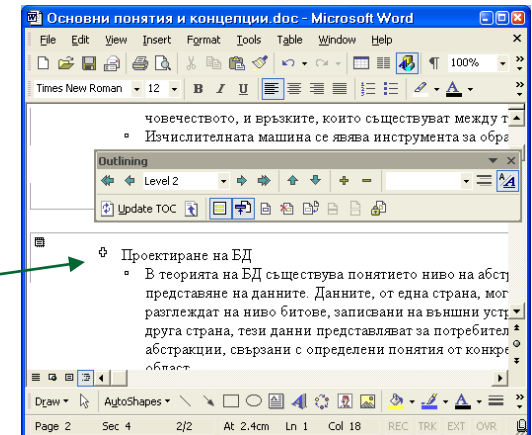 Основни понятия и концепции.doc - Microsoft Word
File Edit View Insert Format Tools Table Window Help
100%
Times New Roman 12 B I U A
човечеството, и връзките, които съществуват между т
Изчислителната машина се явява инструмента за обра
Outlining
Level 2
Update TOC
Проектиране на БД
В теорията на БД съществува понятието ниво на абст
представяне на данните. Данните, от една страна, мог
разглеждат на ниво битове, записвани на външни устр
друга страна, тези данни представляват за потребител
абстракции, свързани с определени понятия от конкре
област
Draw AutoShapes A A
Page 2 Sec 4 2/2 At 2.4cm Ln 1 Col 18 REC TRK EXT OVR